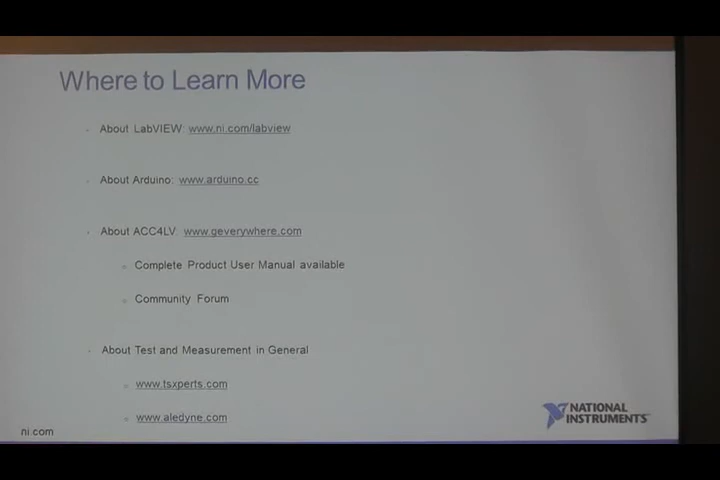 Where to Learn More
About LabVIEW: www.ni.com/labview
About Arduino: www.arduino.cc
About ACC4LV: www.geverywhere.com
Complete Product User Manual available
Community Forum
About Test and Measurement in General
www.tsxperts.com
www.aledyne.com
NATIONAL
INSTRUMENTS
ni.com